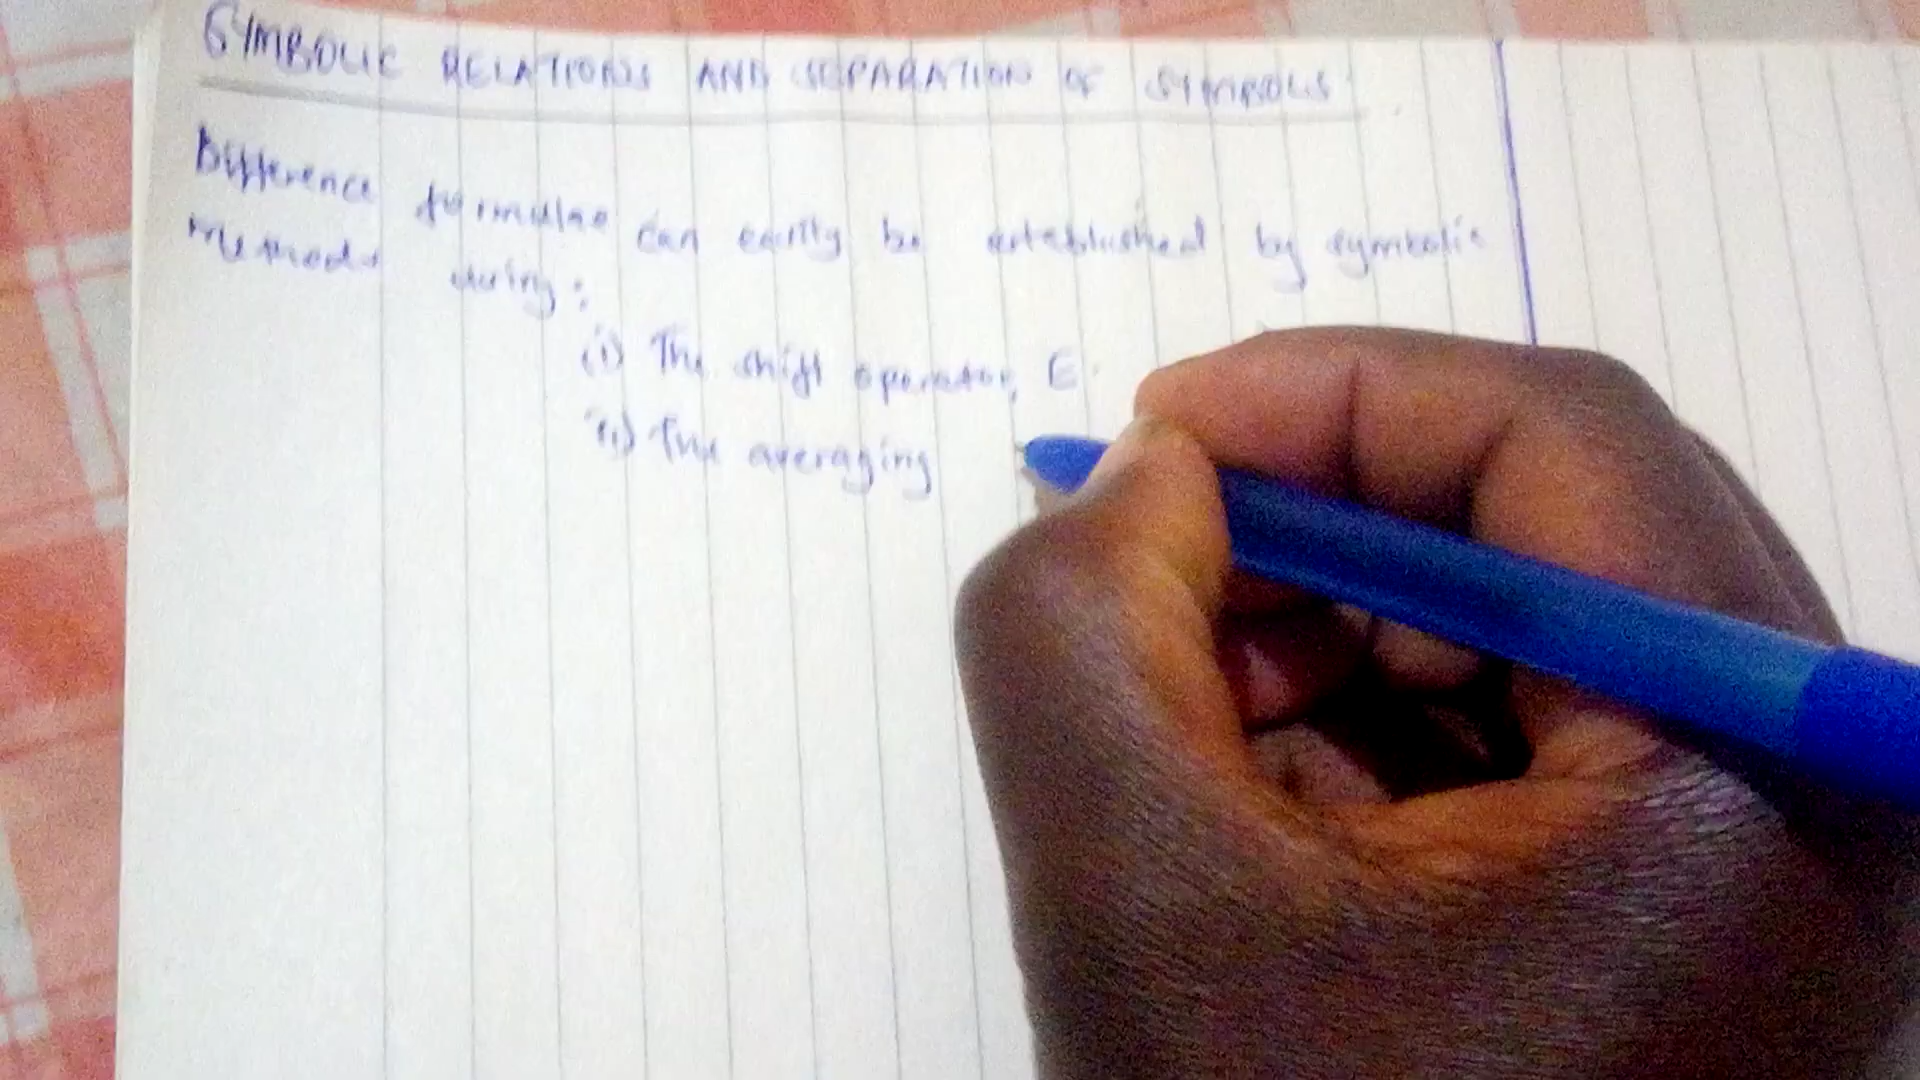 SYMBOLIC RELATIONS AND SEPARATION OF SYMBOLS
Difference formulae can easily be established by symbolic
methods using:
(i) The shift operator, E.
(ii) The averaging